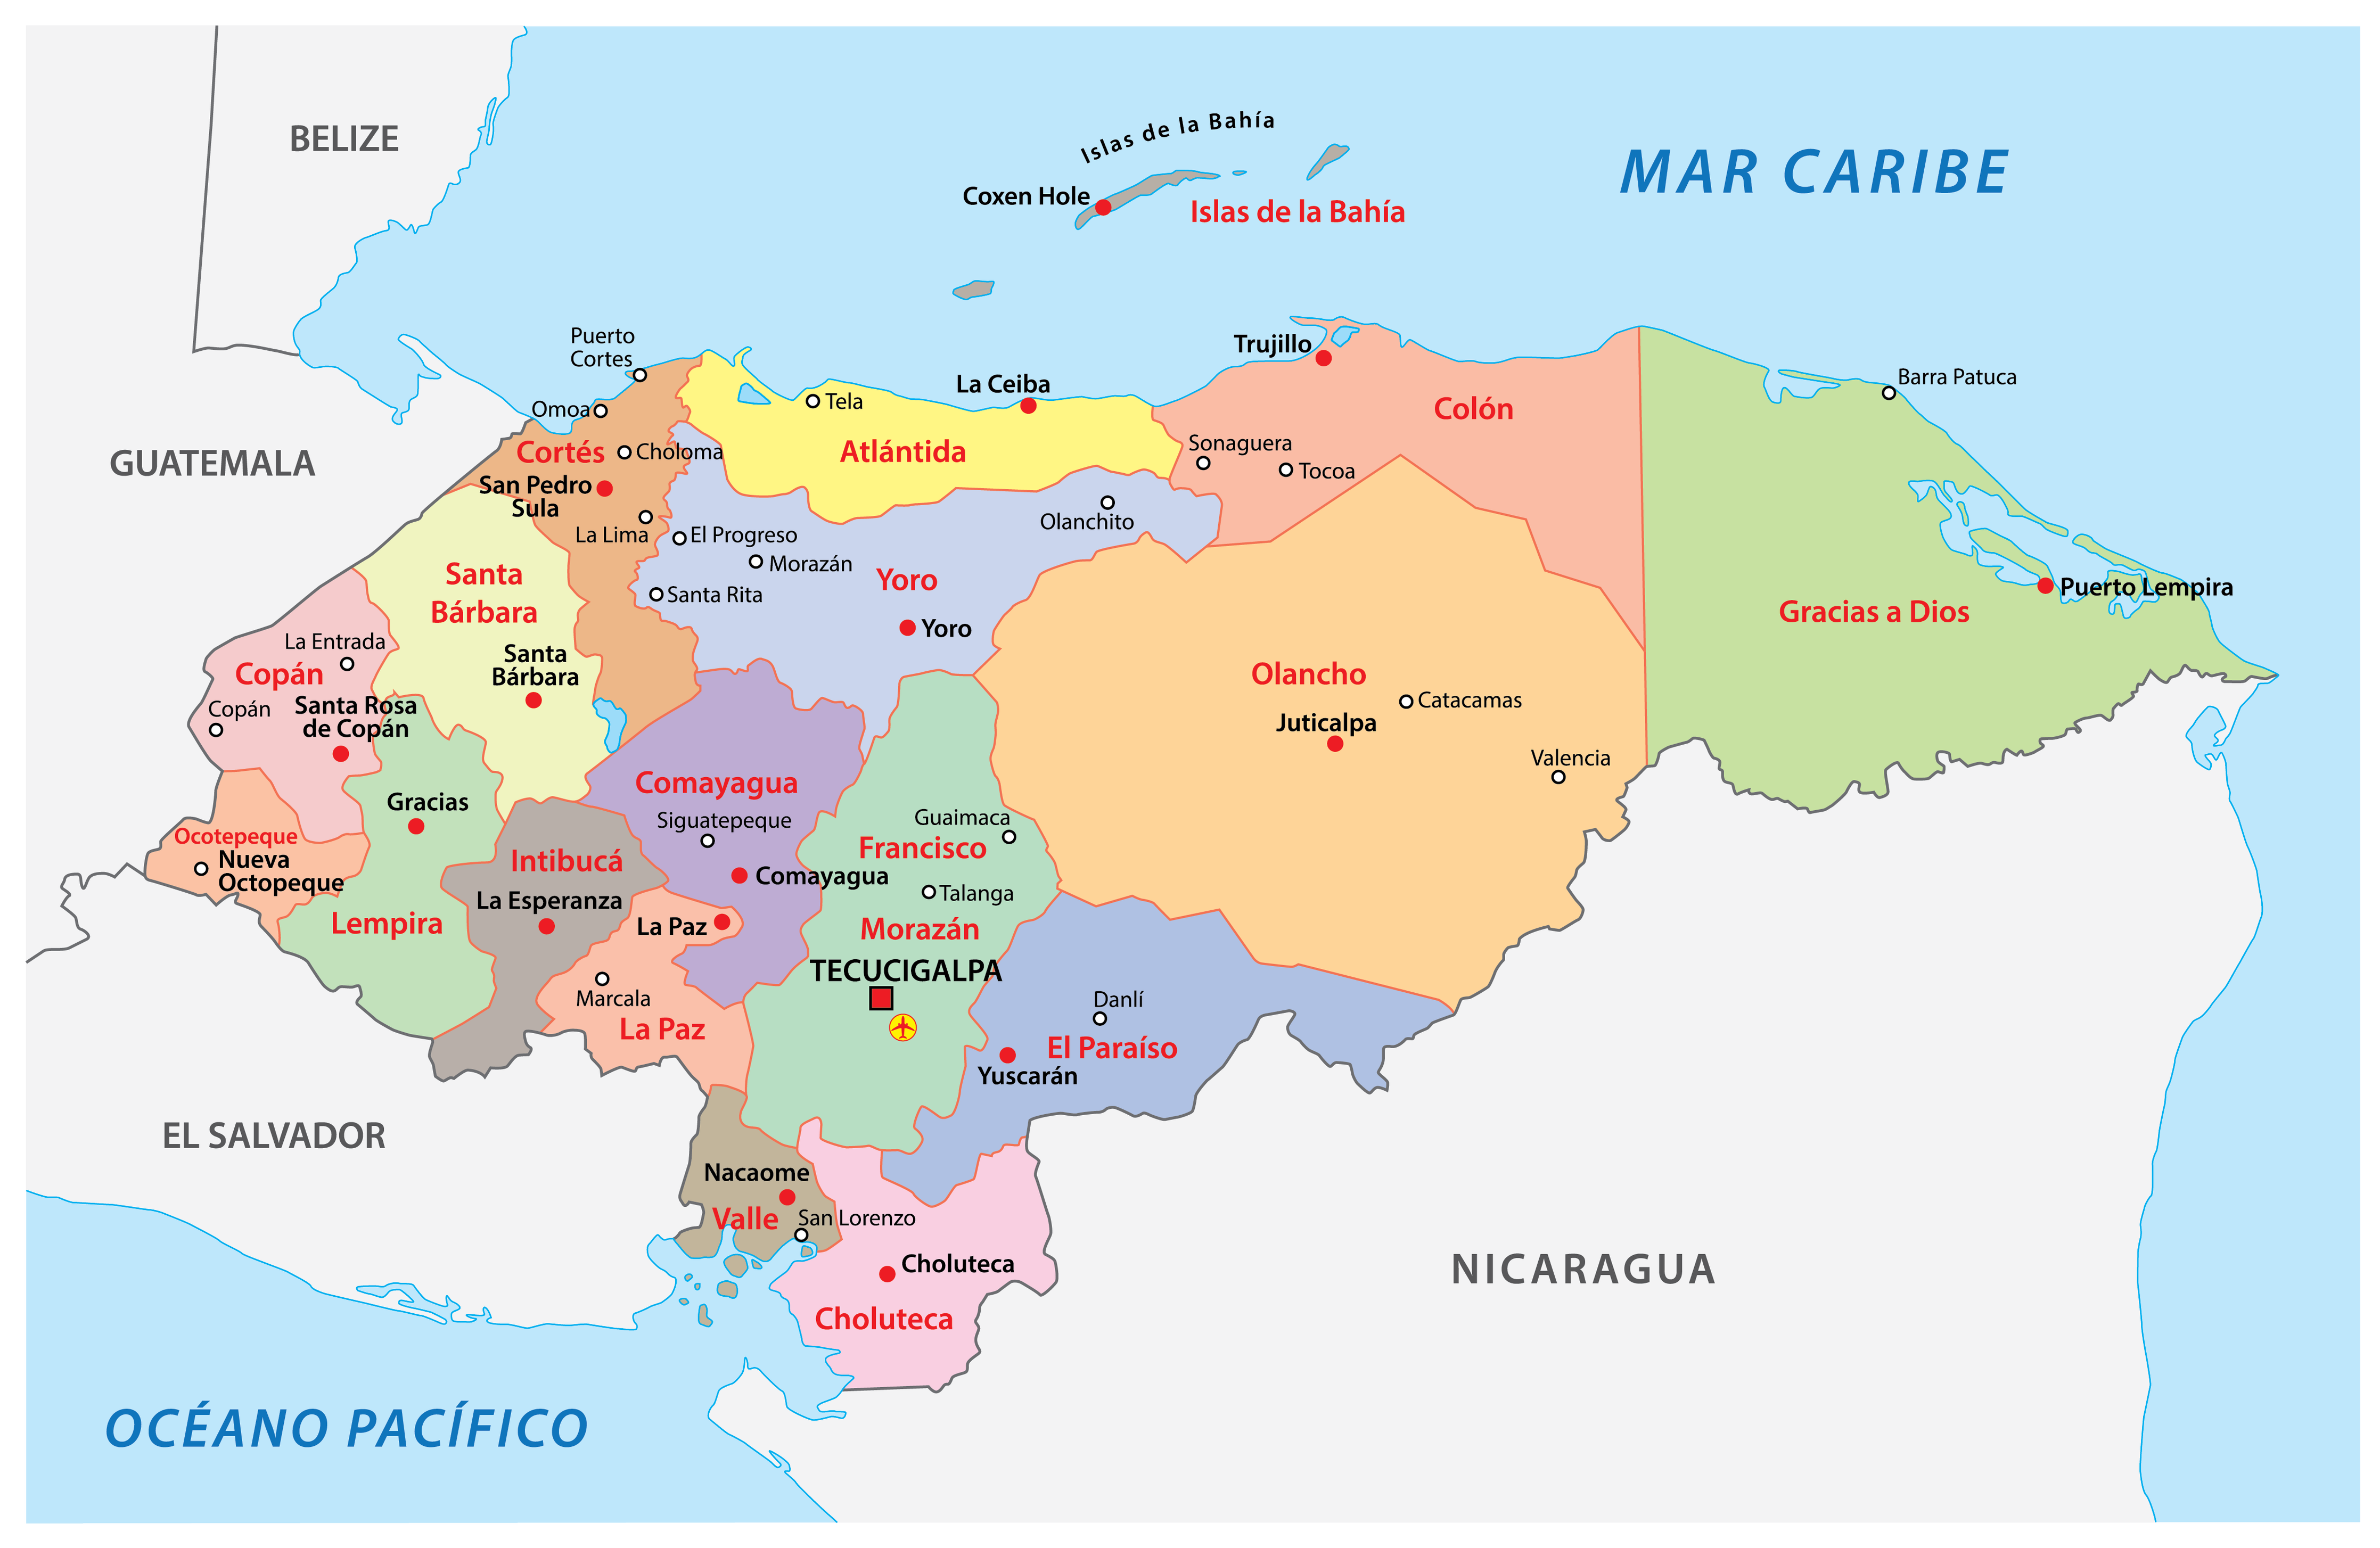 BELIZE
Islas de la Bahía
MAR CARIBE
Coxen Hole
Islas de la Bahía
Puerto
Cortes
Trujillo
La Ceiba
Barra Patuca
Omoa
Tela
Colón
GUATEMALA
Cortés
Choloma
Atlántida
Sonaguera
Tocoa
San Pedro
Sula
La Lima
El Progreso
Olanchito
Morazán
Santa
Bárbara
Yoro
Santa Rita
Puerto Lempira
Gracias a Dios
Yoro
La Entrada
Copán
Santa
Bárbara
Olancho
Catacamas
Copán
Santa Rosa
de Copán
Juticalpa
Valencia
Comayagua
Gracias
Siguatepeque
Guaimaca
Ocotepeque
Nueva
Octopeque
Intibucá
Francisco
Comayagua
Talanga
La Esperanza
Lempira
La Paz
Morazán
TECUCIGALPA
Marcala
Danlí
La Paz
El Paraíso
Yuscarán
EL SALVADOR
Nacaome
Valle
San Lorenzo
Choluteca
NICARAGUA
Choluteca
OCÉANO PACÍFICO